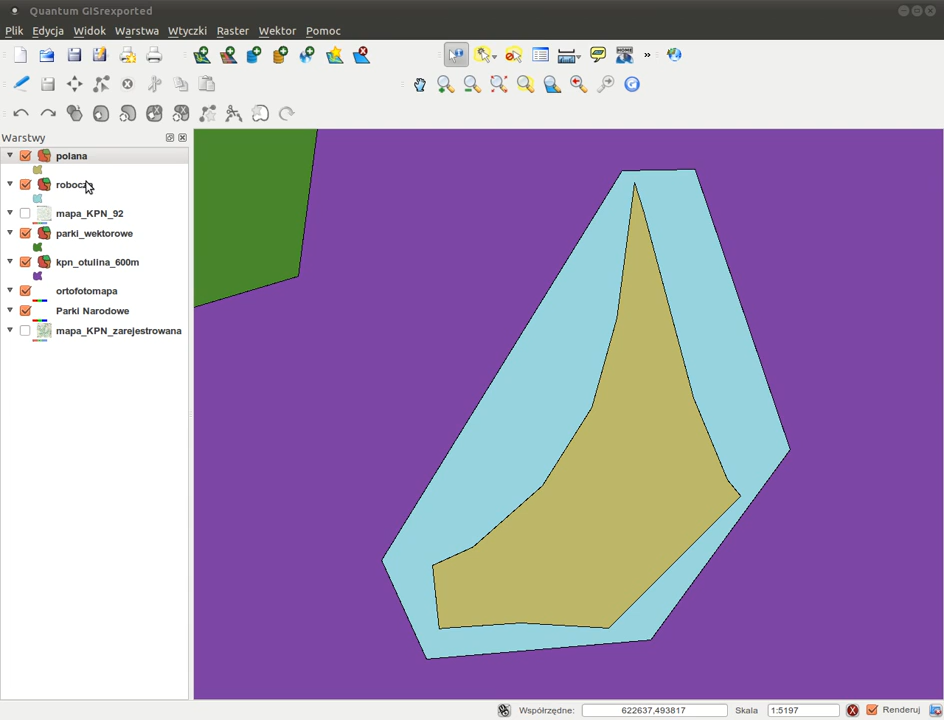 Quantum GISrexported
Plik Edycja Widok Warstwa Wtyczki Raster Wektor Pomoc
HOME
»
Warstwy
polana
robocza
mapa_KPN_92
parki_wektorowe
kpn_otulina_600m
ortofotomapa
Parki Narodowe
mapa_KPN_zarejestrowana
Współrzędne: 622637,493817 Skala 1:5197 Renderuj